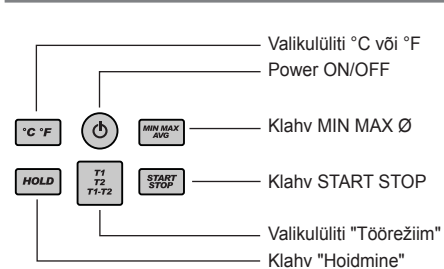 Valikulüliti °C või °F
Power ON/OFF
°C °F
MIN MAX
AVG
Klahv MIN MAX Ø
HOLD
T1
T2
T1-T2
START
STOP
Klahv START STOP
Valikulüliti "Töörežiim"
Klahv "Hoidmine"